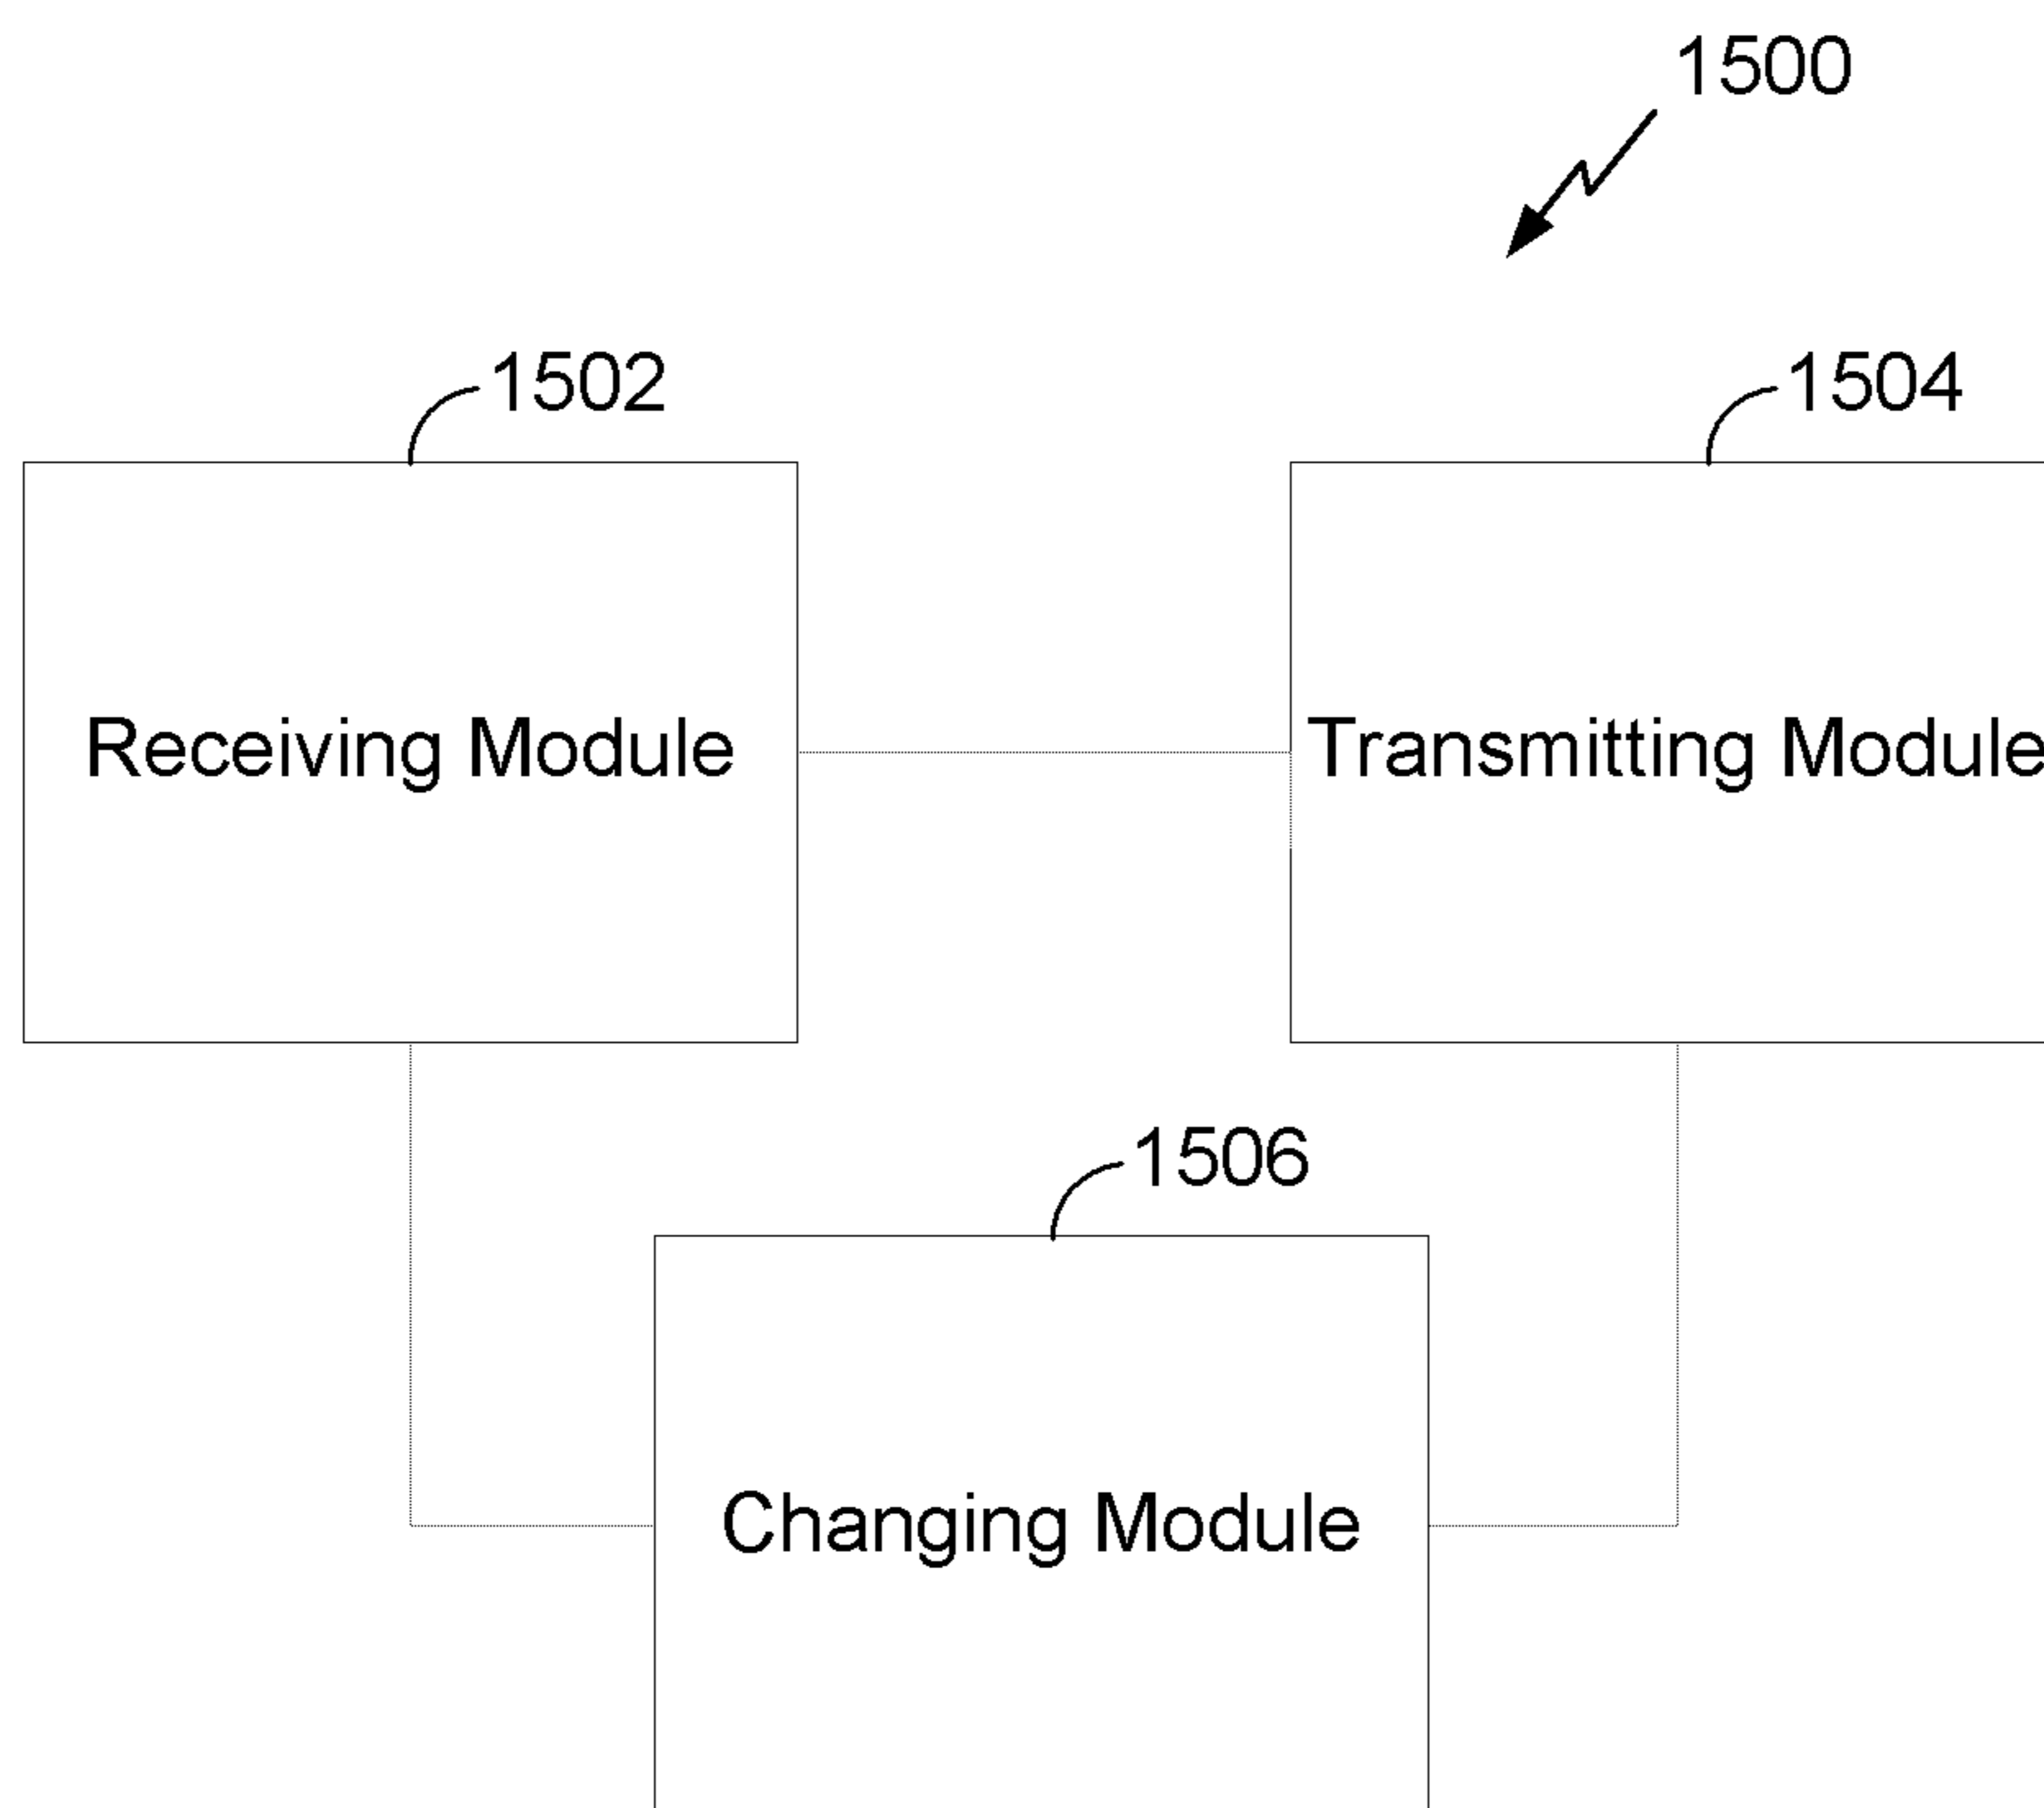 1500
1502
1504
Receiving Module
Transmitting Module
1506
Changing Module